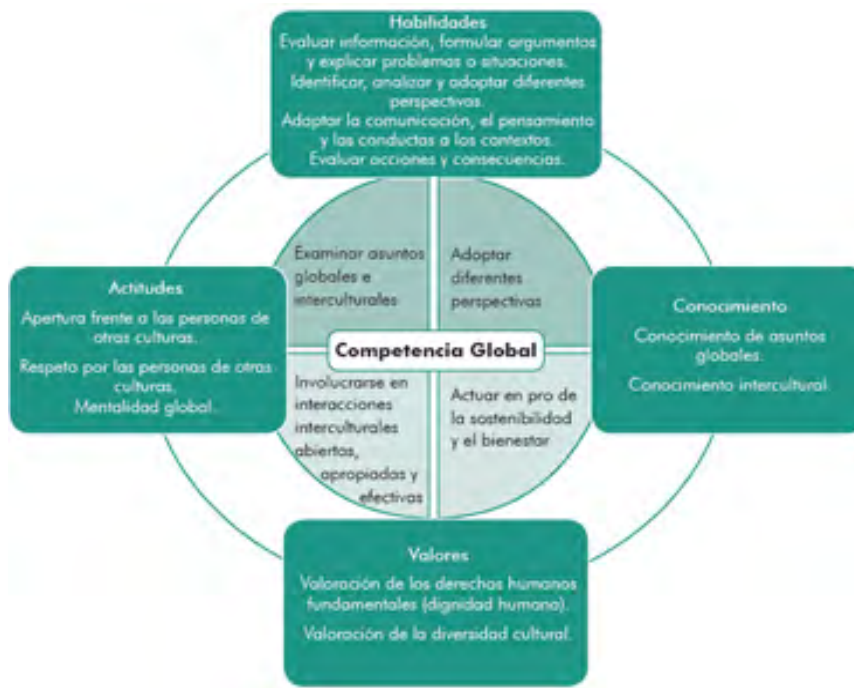 Habilidades
Evaluar información, formular argumentos
y explicar problemas o situaciones.
Identificar, analizar y adoptar diferentes
perspectivas.
Adaptar la comunicación, el pensamiento
y las conductas a los contextos.
Evaluar acciones y consecuencias.
Examinar asuntos
globales e
interculturales
Adoptar
diferentes
perspectivas
Actitudes
Apertura frente a las personas de
otras culturas.
Respeto por las personas de otras
culturas.
Mentalidad global.
Conocimiento
Conocimiento de asuntos
globales.
Conocimiento intercultural.
Competencia Global
Involucrarse en
interacciones
interculturales
abiertas,
apropiadas y
efectivas
Actuar en pro de
la sostenibilidad
y el bienestar
Valores
Valoración de los derechos humanos
fundamentales (dignidad humana).
Valoración de la diversidad cultural.